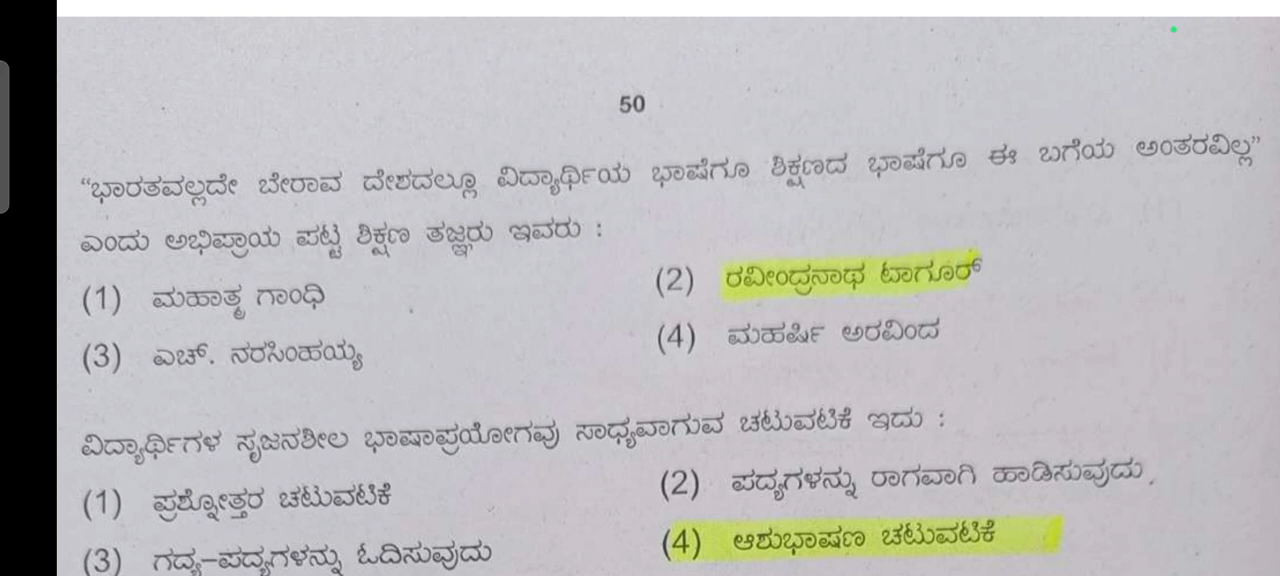 50
“ಭಾರತವಲ್ಲದೇ ಬೇರಾವ ದೇಶದಲ್ಲೂ ವಿದ್ಯಾರ್ಥಿಯ ಭಾಷೆಗೂ ಶಿಕ್ಷಣದ ಭಾಷೆಗೂ ಈ ಬಗೆಯ ಅಂತರವಿಲ್ಲ”
ಎಂದು ಅಭಿಪ್ರಾಯ ಪಟ್ಟ ಶಿಕ್ಷಣ ತಜ್ಞರು ಇವರು :
(1) ಮಹಾತ್ಮ ಗಾಂಧಿ (2) ರವೀಂದ್ರನಾಥ ಟಾಗೂರ್
(3) ಎಚ್. ನರಸಿಂಹಯ್ಯ (4) ಮಹರ್ಷಿ ಅರವಿಂದ
ವಿದ್ಯಾರ್ಥಿಗಳ ಸೃಜನಶೀಲ ಭಾಷಾಪ್ರಯೋಗವು ಸಾಧ್ಯವಾಗುವ ಚಟುವಟಿಕೆ ಇದು :
(1) ಪ್ರಶ್ನೋತ್ತರ ಚಟುವಟಿಕೆ (2) ಪದ್ಯಗಳನ್ನು ರಾಗವಾಗಿ ಹಾಡಿಸುವುದು.
(3) ಗದ್ಯ–ಪದ್ಯಗಳನ್ನು ಓದಿಸುವುದು (4) ಆಶುಭಾಷಣ ಚಟುವಟಿಕೆ